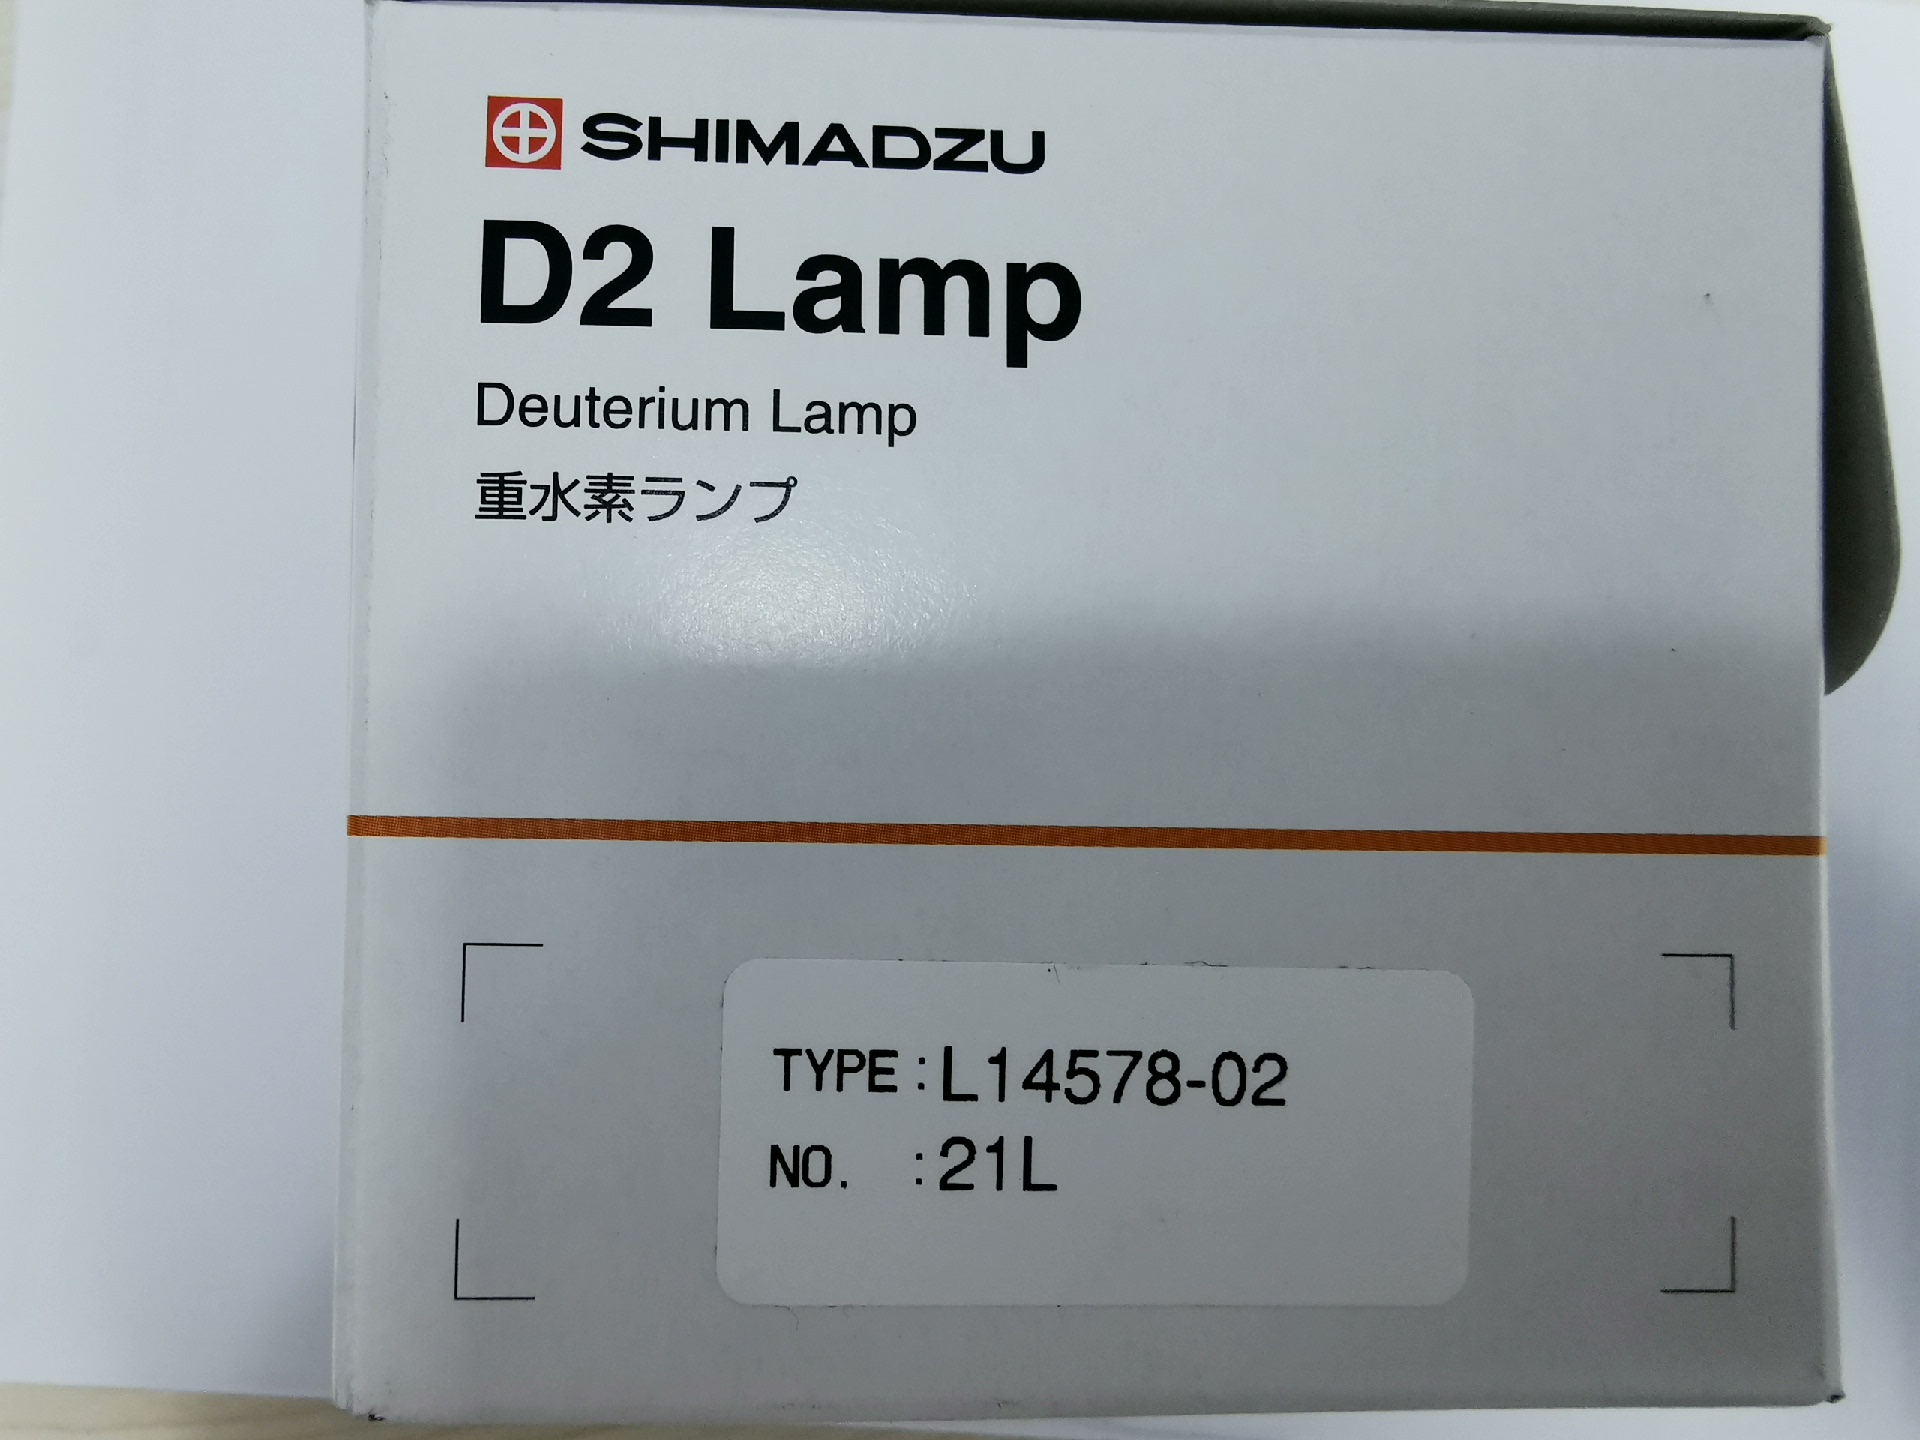 SHIMADZU
D2 Lamp
Deuterium Lamp
重水素ランプ
TYPE:L14578-02
NO. :21L